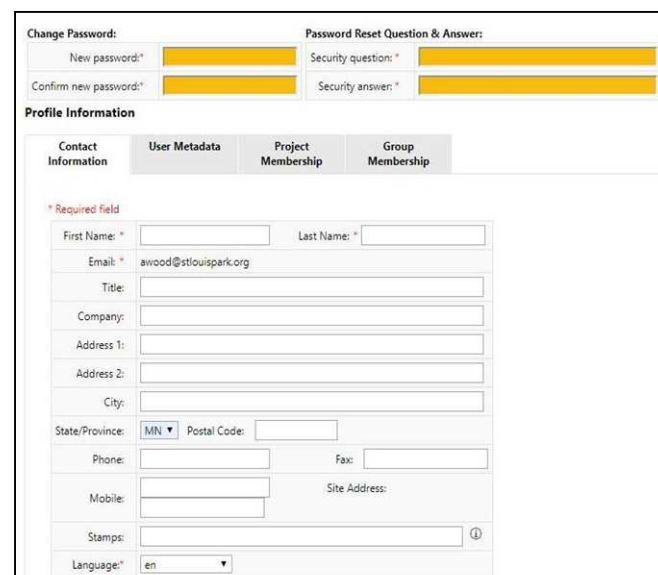 Change Password: Password Reset Question & Answer:
New password:* Security question: *
Confirm new password:* Security answer: *
Profile Information
Contact Information User Metadata Project Membership Group Membership
* Required field
First Name: * Last Name: *
Email: * awood@stlouispark.org
Title:
Company:
Address 1:
Address 2:
City:
State/Province: MN Postal Code:
Phone: Fax:
Mobile: Site Address:
Stamps:
Language:* en